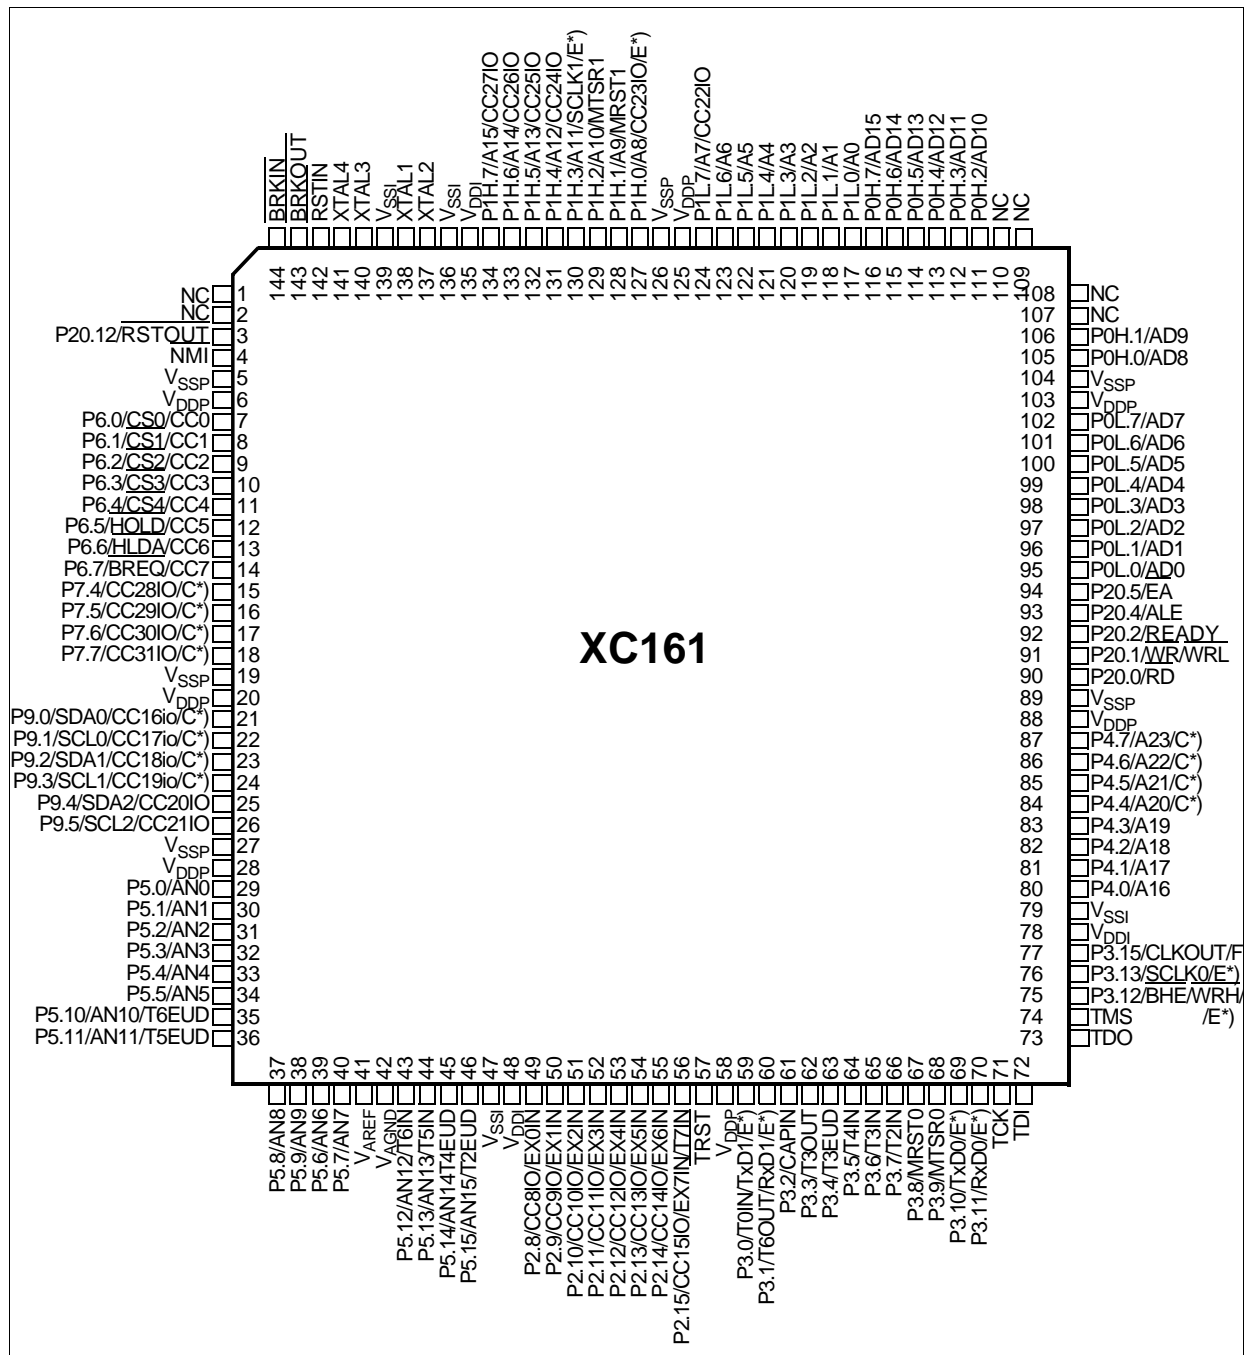 BRKIN
BRKOUT
RSTIN
XTAL4
XTAL3
VSSI
XTAL1
XTAL2
VSSI
VDDI
P1H.7/A15/CC27IO
P1H.6/A14/CC26IO
P1H.5/A13/CC25IO
P1H.4/A12/CC24IO
P1H.3/A11/SCLK1/E*)
P1H.2/A10/MTSR1
P1H.1/A9/MRST1
P1H.0/A8/CC23IO/E*)
VSSP
VDDP
P1L.7/A7/CC22IO
P1L.6/A6
P1L.5/A5
P1L.4/A4
P1L.3/A3
P1L.2/A2
P1L.1/A1
P1L.0/A0
P0H.7/AD15
P0H.6/AD14
P0H.5/AD13
P0H.4/AD12
P0H.3/AD11
P0H.2/AD10
NC
NC
144
143
142
141
140
139
138
137
136
135
134
133
132
131
130
129
128
127
126
125
124
123
122
121
120
119
118
117
116
115
114
113
112
111
110
109
NC 1
NC 2
P20.12/RSTOUT 3
NMI 4
VSSP 5
VDDP 6
P6.0/CS0/CC0 7
P6.1/CS1/CC1 8
P6.2/CS2/CC2 9
P6.3/CS3/CC3 10
P6.4/CS4/CC4 11
P6.5/HOLD/CC5 12
P6.6/HLDA/CC6 13
P6.7/BREQ/CC7 14
P7.4/CC28IO/C*) 15
P7.5/CC29IO/C*) 16
P7.6/CC30IO/C*) 17
P7.7/CC31IO/C*) 18
VSSP 19
VDDP 20
P9.0/SDA0/CC16io/C*) 21
P9.1/SCL0/CC17io/C*) 22
P9.2/SDA1/CC18io/C*) 23
P9.3/SCL1/CC19io/C*) 24
P9.4/SDA2/CC20IO 25
P9.5/SCL2/CC21IO 26
VSSP 27
VDDP 28
P5.0/AN0 29
P5.1/AN1 30
P5.2/AN2 31
P5.3/AN3 32
P5.4/AN4 33
P5.5/AN5 34
P5.10/AN10/T6EUD 35
P5.11/AN11/T5EUD 36
XC161
108 NC
107 NC
106 P0H.1/AD9
105 P0H.0/AD8
104 VSSP
103 VDDP
102 P0L.7/AD7
101 P0L.6/AD6
100 P0L.5/AD5
99 P0L.4/AD4
98 P0L.3/AD3
97 P0L.2/AD2
96 P0L.1/AD1
95 P0L.0/AD0
94 P20.5/EA
93 P20.4/ALE
92 P20.2/READY
91 P20.1/WR/WRL
90 P20.0/RD
89 VSSP
88 VDDP
87 P4.7/A23/C*)
86 P4.6/A22/C*)
85 P4.5/A21/C*)
84 P4.4/A20/C*)
83 P4.3/A19
82 P4.2/A18
81 P4.1/A17
80 P4.0/A16
79 VSSI
78 VDDI
77 P3.15/CLKOUT/F
76 P3.13/SCLK0/E*)
75 P3.12/BHE/WRH/
74 TMS /E*)
73 TDO
37
38
39
40
41
42
43
44
45
46
47
48
49
50
51
52
53
54
55
56
57
58
59
60
61
62
63
64
65
66
67
68
69
70
71
72
P5.8/AN8
P5.9/AN9
P5.6/AN6
P5.7/AN7
VAREF
VAGND
P5.12/AN12/T6IN
P5.13/AN13/T5IN
P5.14/AN14T4EUD
P5.15/AN15/T2EUD
VSSI
VDDI
P2.8/CC8IO/EX0IN
P2.9/CC9IO/EX1IN
P2.10/CC10IO/EX2IN
P2.11/CC11IO/EX3IN
P2.12/CC12IO/EX4IN
P2.13/CC13IO/EX5IN
P2.14/CC14IO/EX6IN
P2.15/CC15IO/EX7IN/T7IN
TRST
VDDP
P3.0/T0IN/TxD1/E*)
P3.1/T6OUT/RxD1/E*)
P3.2/CAPIN
P3.3/T3OUT
P3.4/T3EUD
P3.5/T4IN
P3.6/T3IN
P3.7/T2IN
P3.8/MRST0
P3.9/MTSR0
P3.10/TxD0/E*)
P3.11/RxD0/E*)
TCK
TDI